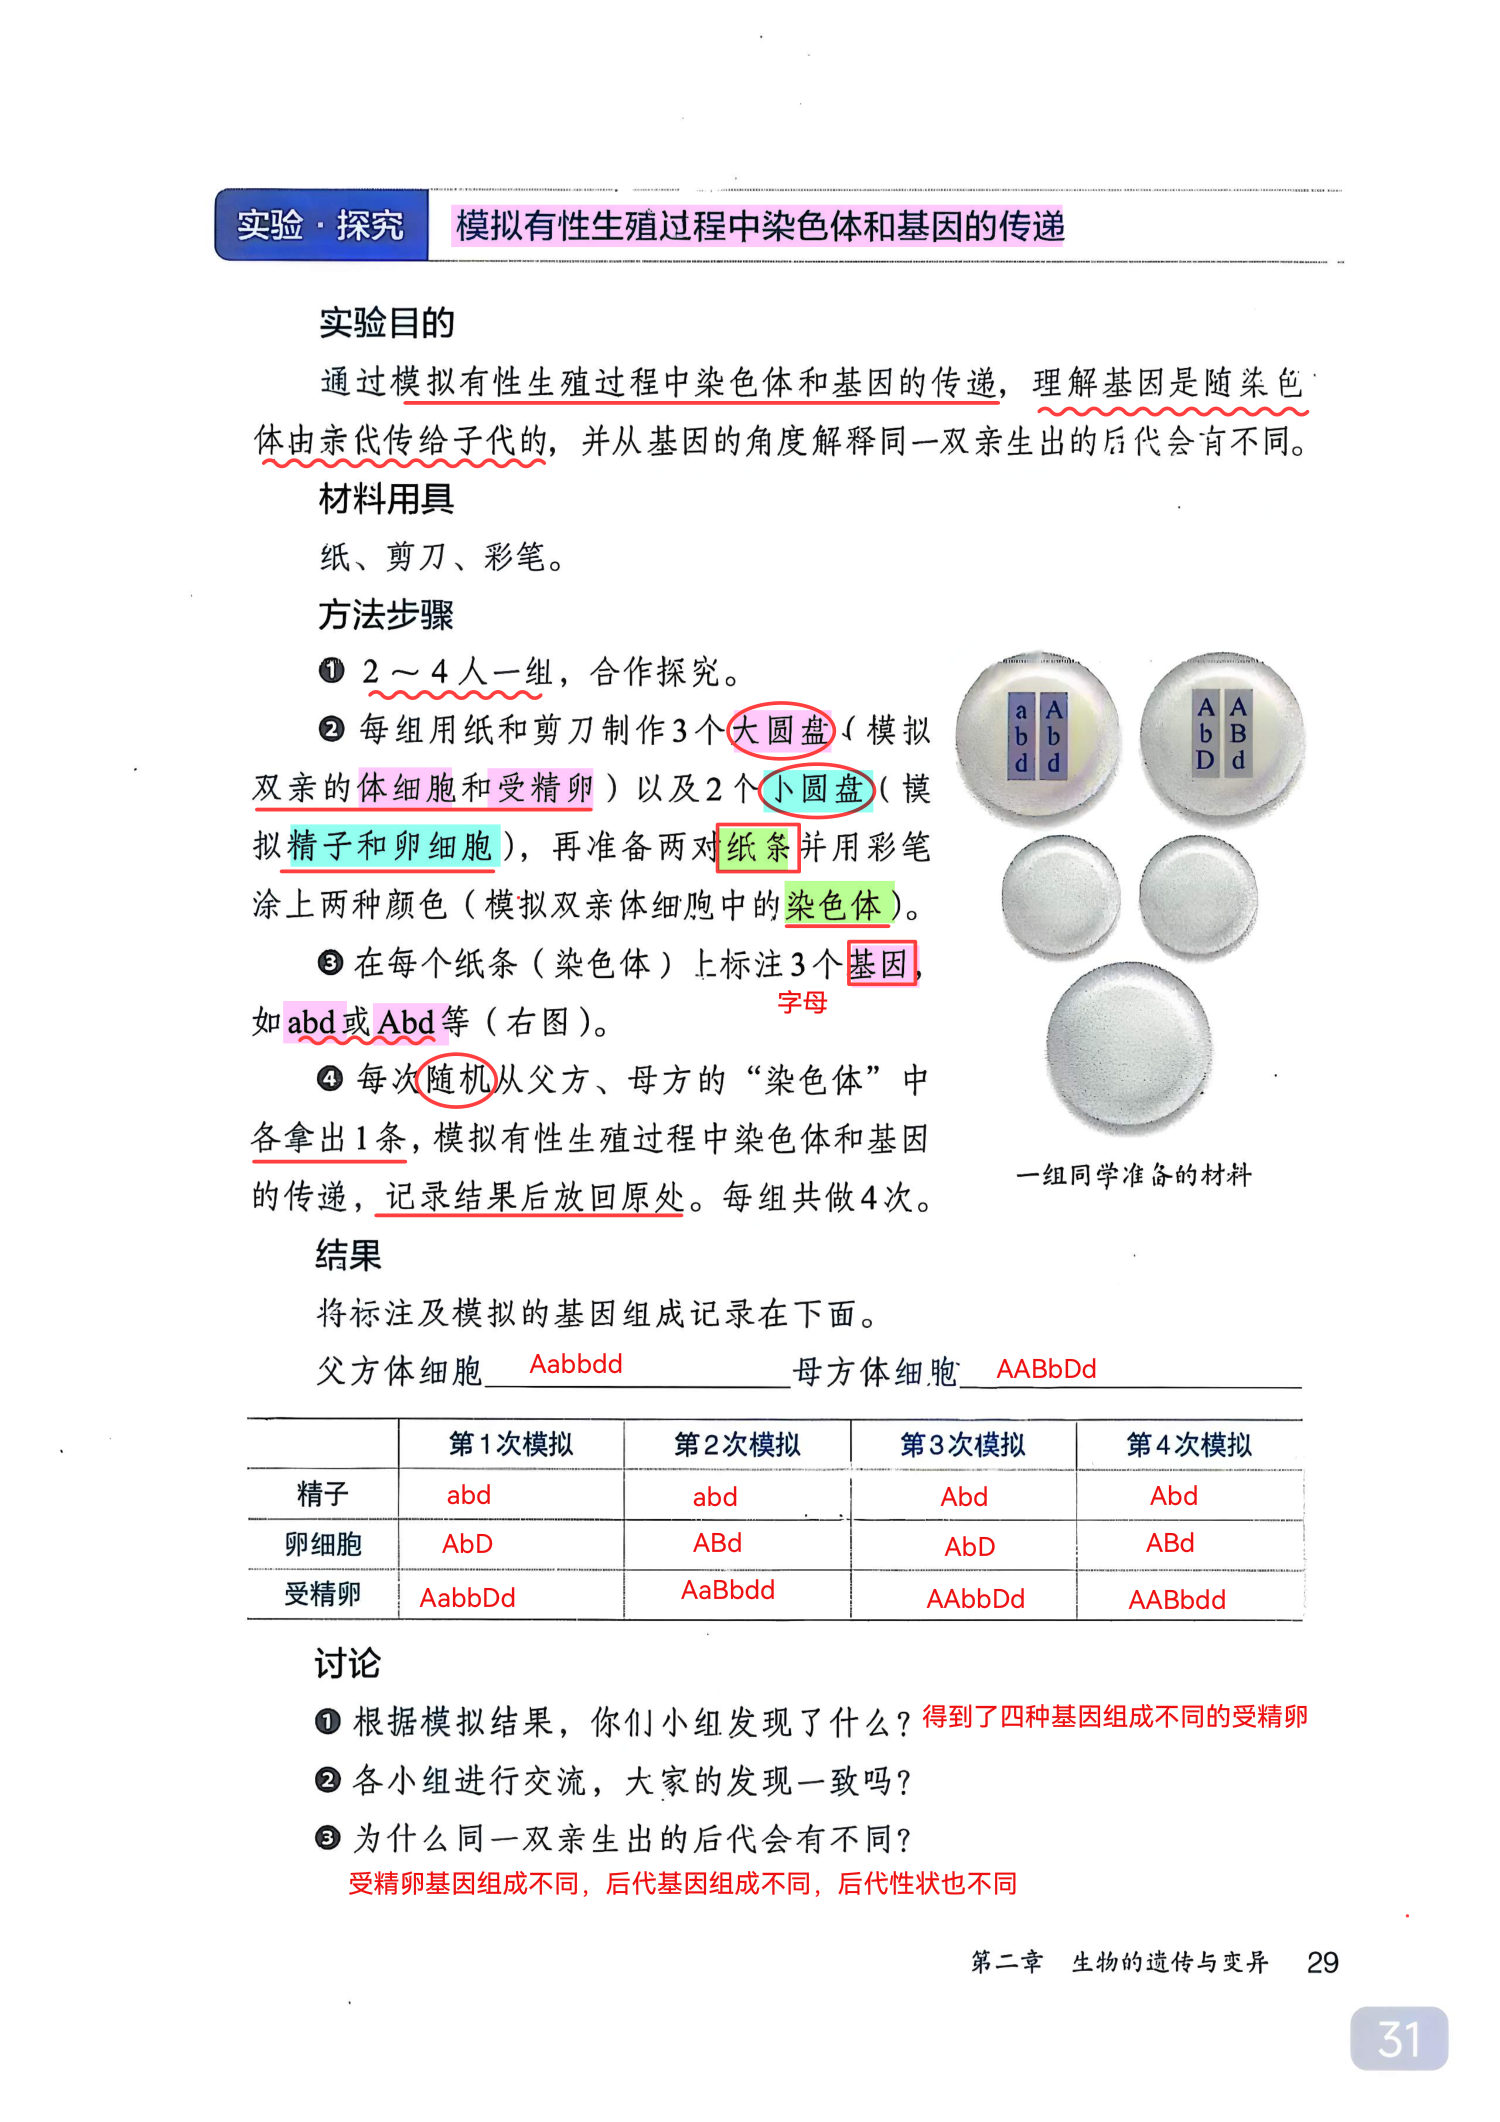 实验·探究 模拟有性生殖过程中染色体和基因的传递
实验目的
通过模拟有性生殖过程中染色体和基因的传递，理解基因是随染色
体由亲代传给子代的，并从基因的角度解释同一双亲生出的后代会有不同。
材料用具
纸、剪刀、彩笔。
方法步骤
❶ 2～4人一组，合作探究。
❷ 每组用纸和剪刀制作3个大圆盘（模拟
双亲的体细胞和受精卵）以及2个小圆盘（模
拟精子和卵细胞），再准备两对纸条并用彩笔
涂上两种颜色（模拟双亲体细胞中的染色体）。
❸ 在每个纸条（染色体）上标注3个基因，
字母
如abd或Abd等（右图）。
❹ 每次随机从父方、母方的“染色体”中
各拿出1条，模拟有性生殖过程中染色体和基因
的传递，记录结果后放回原处。每组共做4次。
a A
b b
d d
A A
b B
D d
一组同学准备的材料
结果
将标注及模拟的基因组成记录在下面。
父方体细胞 Aabbdd 母方体细胞 AABbDd
第1次模拟 第2次模拟 第3次模拟 第4次模拟
精子 abd abd Abd Abd
卵细胞 AbD ABd AbD ABd
受精卵 AabbDd AaBbdd AAbbDd AABbdd
讨论
❶ 根据模拟结果，你们小组发现了什么？得到了四种基因组成不同的受精卵
❷ 各小组进行交流，大家的发现一致吗？
❸ 为什么同一双亲生出的后代会有不同？
受精卵基因组成不同，后代基因组成不同，后代性状也不同
第二章 生物的遗传与变异 29
31